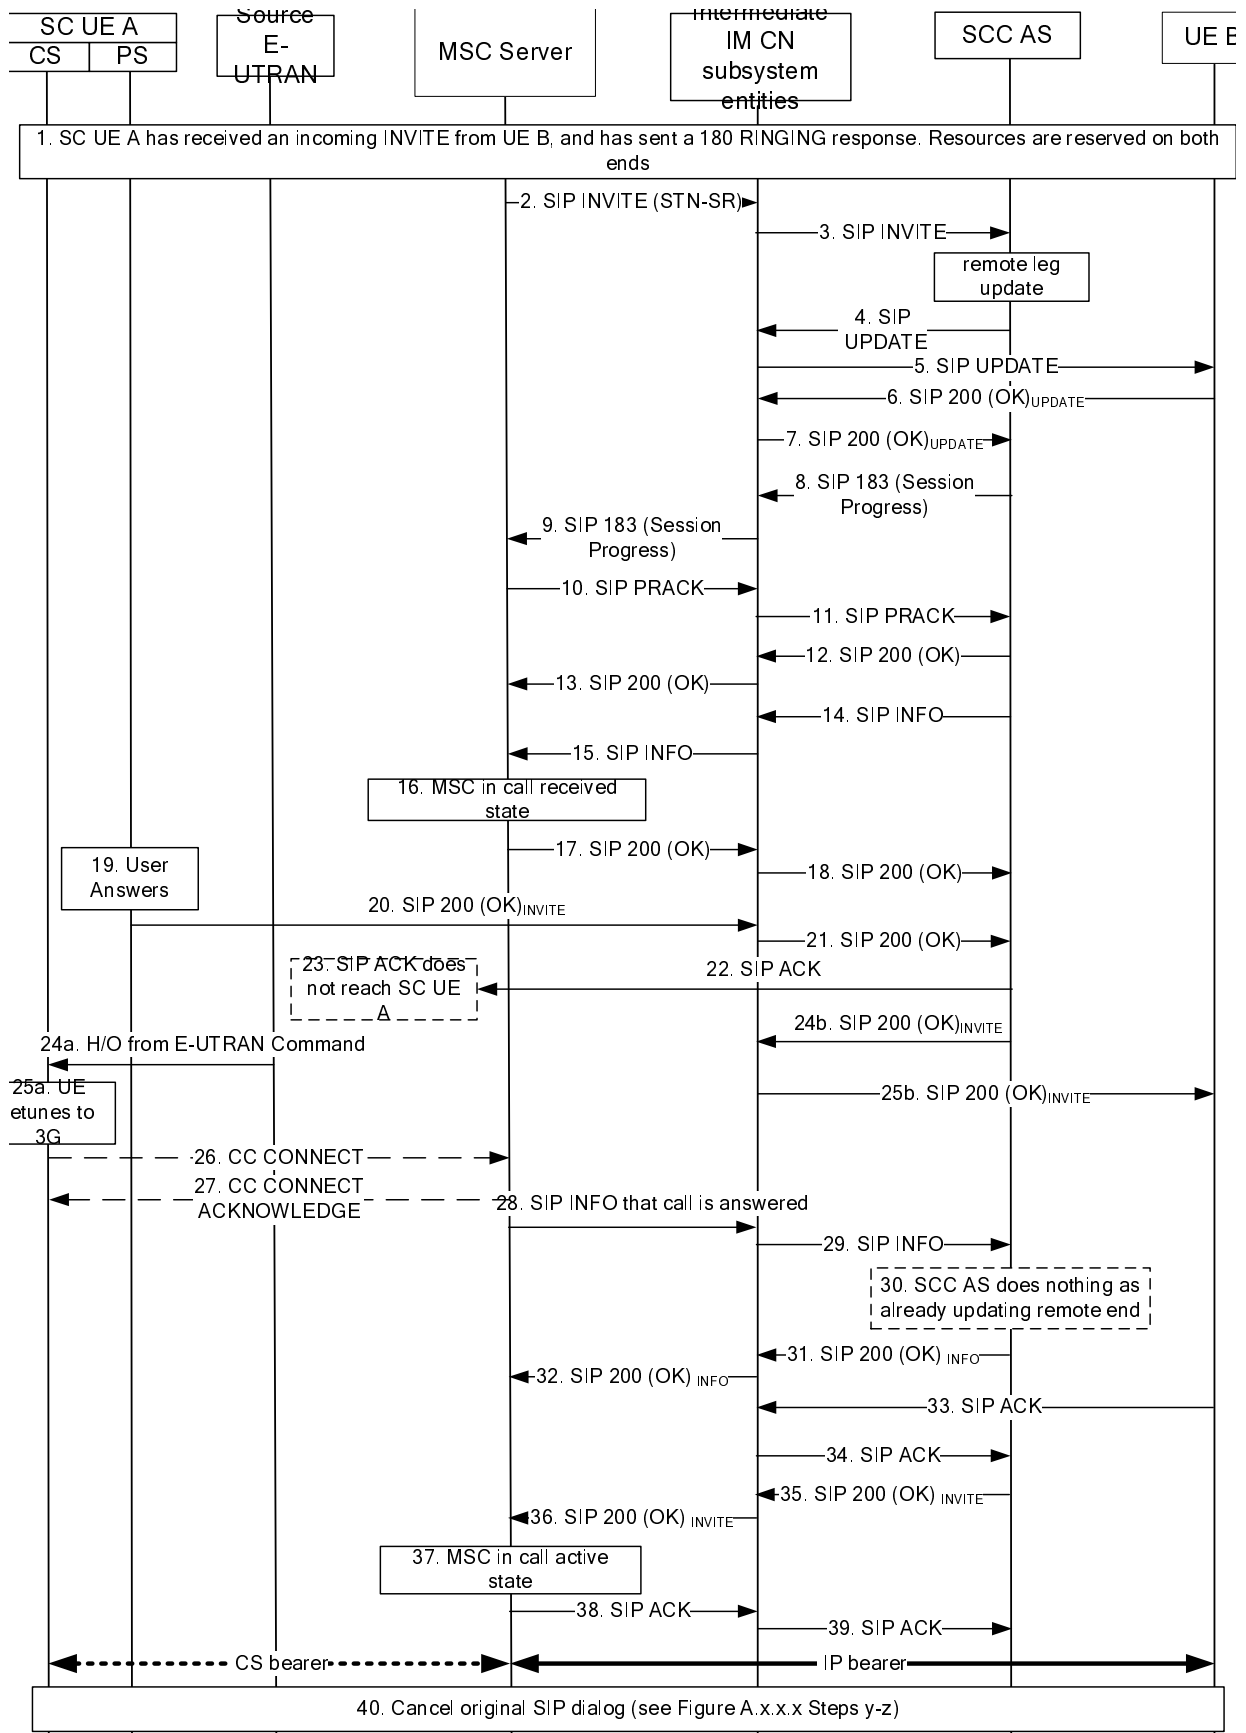 SC UE A
CS
PS
Source
E-
UTRAN
MSC Server
Intermediate
IM CN
subsystem
entities
SCC AS
UE B
1. SC UE A has received an incoming INVITE from UE B, and has sent a 180 RINGING response. Resources are reserved on both
ends
2. SIP INVITE (STN-SR)
3. SIP INVITE
remote leg
update
4. SIP
UPDATE
5. SIP UPDATE
6. SIP 200 (OK)UPDATE
7. SIP 200 (OK)UPDATE
8. SIP 183 (Session
Progress)
9. SIP 183 (Session
Progress)
10. SIP PRACK
11. SIP PRACK
12. SIP 200 (OK)
13. SIP 200 (OK)
14. SIP INFO
15. SIP INFO
16. MSC in call received
state
17. SIP 200 (OK)
18. SIP 200 (OK)
19. User
Answers
20. SIP 200 (OK)INVITE
21. SIP 200 (OK)
22. SIP ACK
23. SIP ACK does
not reach SC UE
A
24b. SIP 200 (OK)INVITE
24a. H/O from E-UTRAN Command
25a. UE
etunes to
3G
25b. SIP 200 (OK)INVITE
26. CC CONNECT
27. CC CONNECT
ACKNOWLEDGE
28. SIP INFO that call is answered
29. SIP INFO
30. SCC AS does nothing as
already updating remote end
31. SIP 200 (OK) INFO
32. SIP 200 (OK) INFO
33. SIP ACK
34. SIP ACK
35. SIP 200 (OK) INVITE
36. SIP 200 (OK) INVITE
37. MSC in call active
state
38. SIP ACK
39. SIP ACK
CS bearer
IP bearer
40. Cancel original SIP dialog (see Figure A.x.x.x Steps y-z)